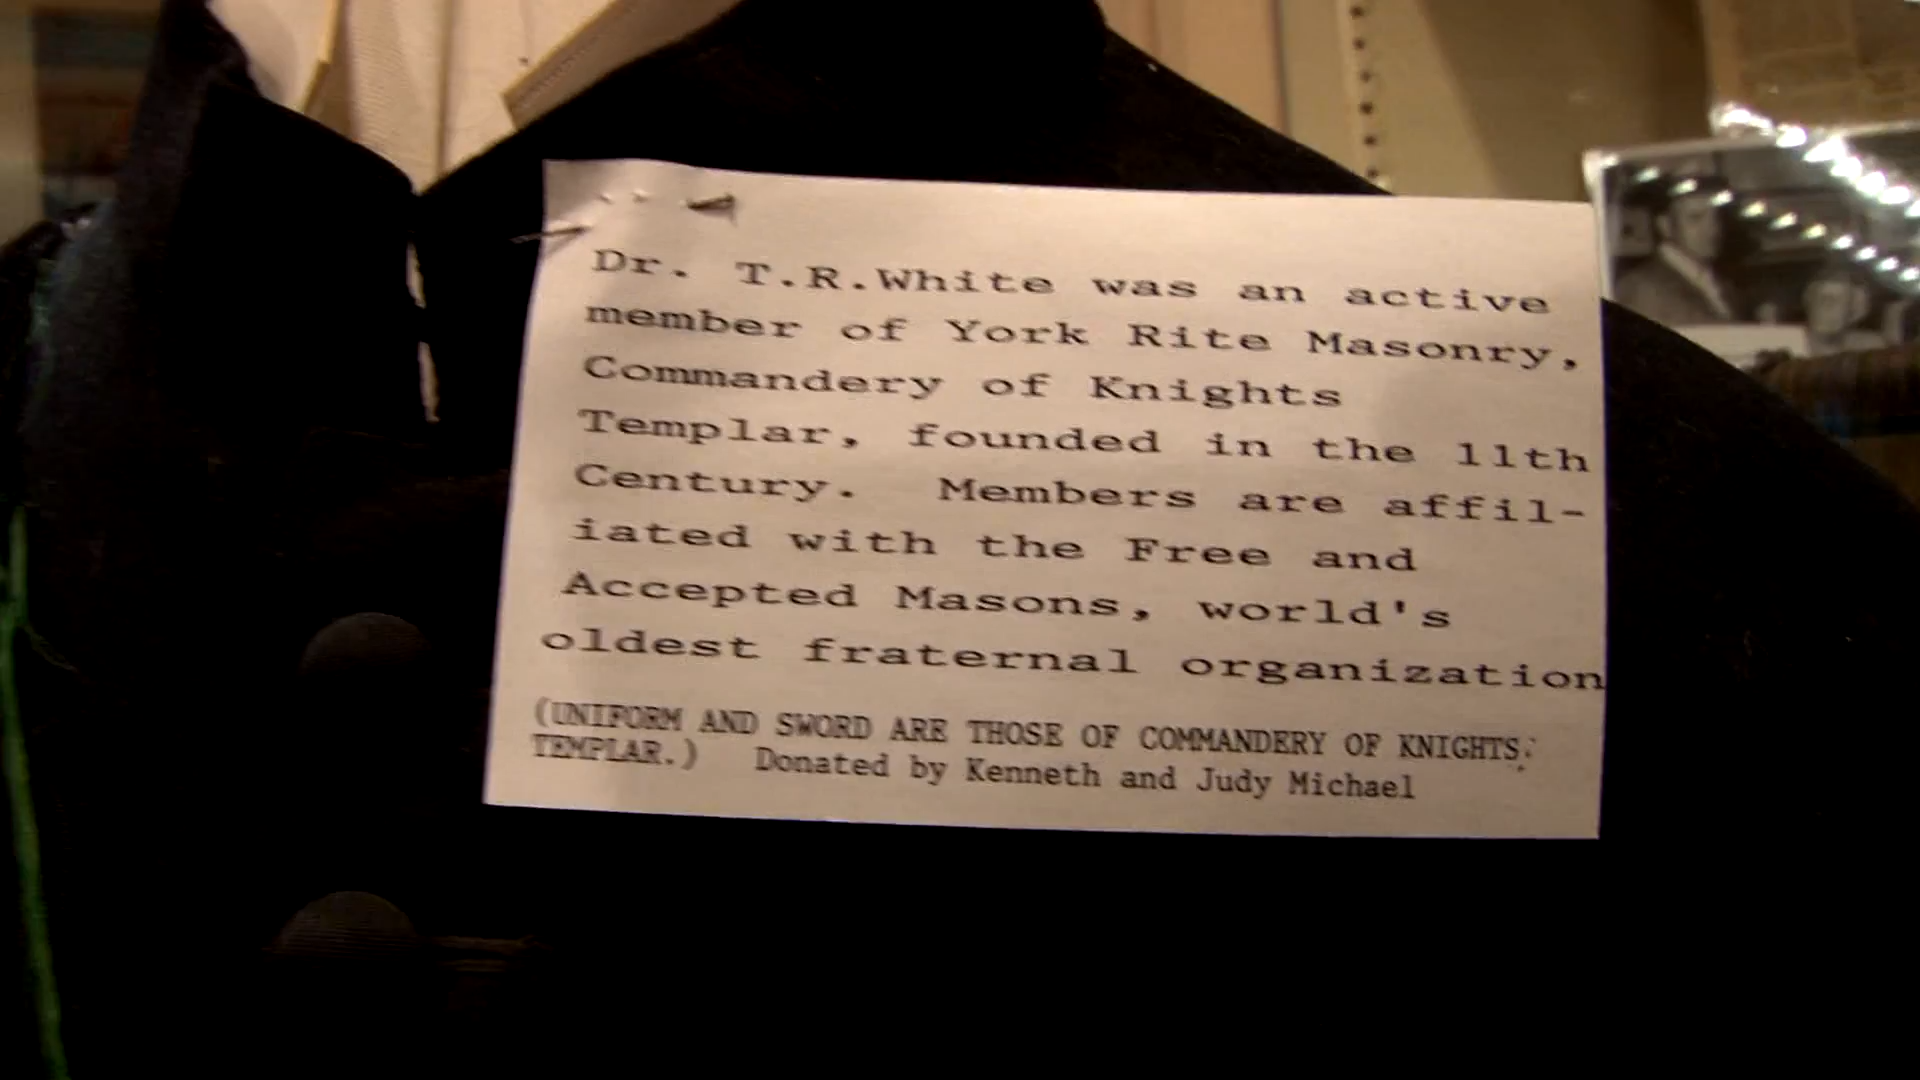 Dr. T.R.White was an active
member of York Rite Masonry,
Commandery of Knights
Templar, founded in the 11th
Century. Members are affil-
iated with the Free and
Accepted Masons, world's
oldest fraternal organization
(UNIFORM AND SWORD ARE THOSE OF COMMANDERY OF KNIGHTS
TEMPLAR.) Donated by Kenneth and Judy Michael